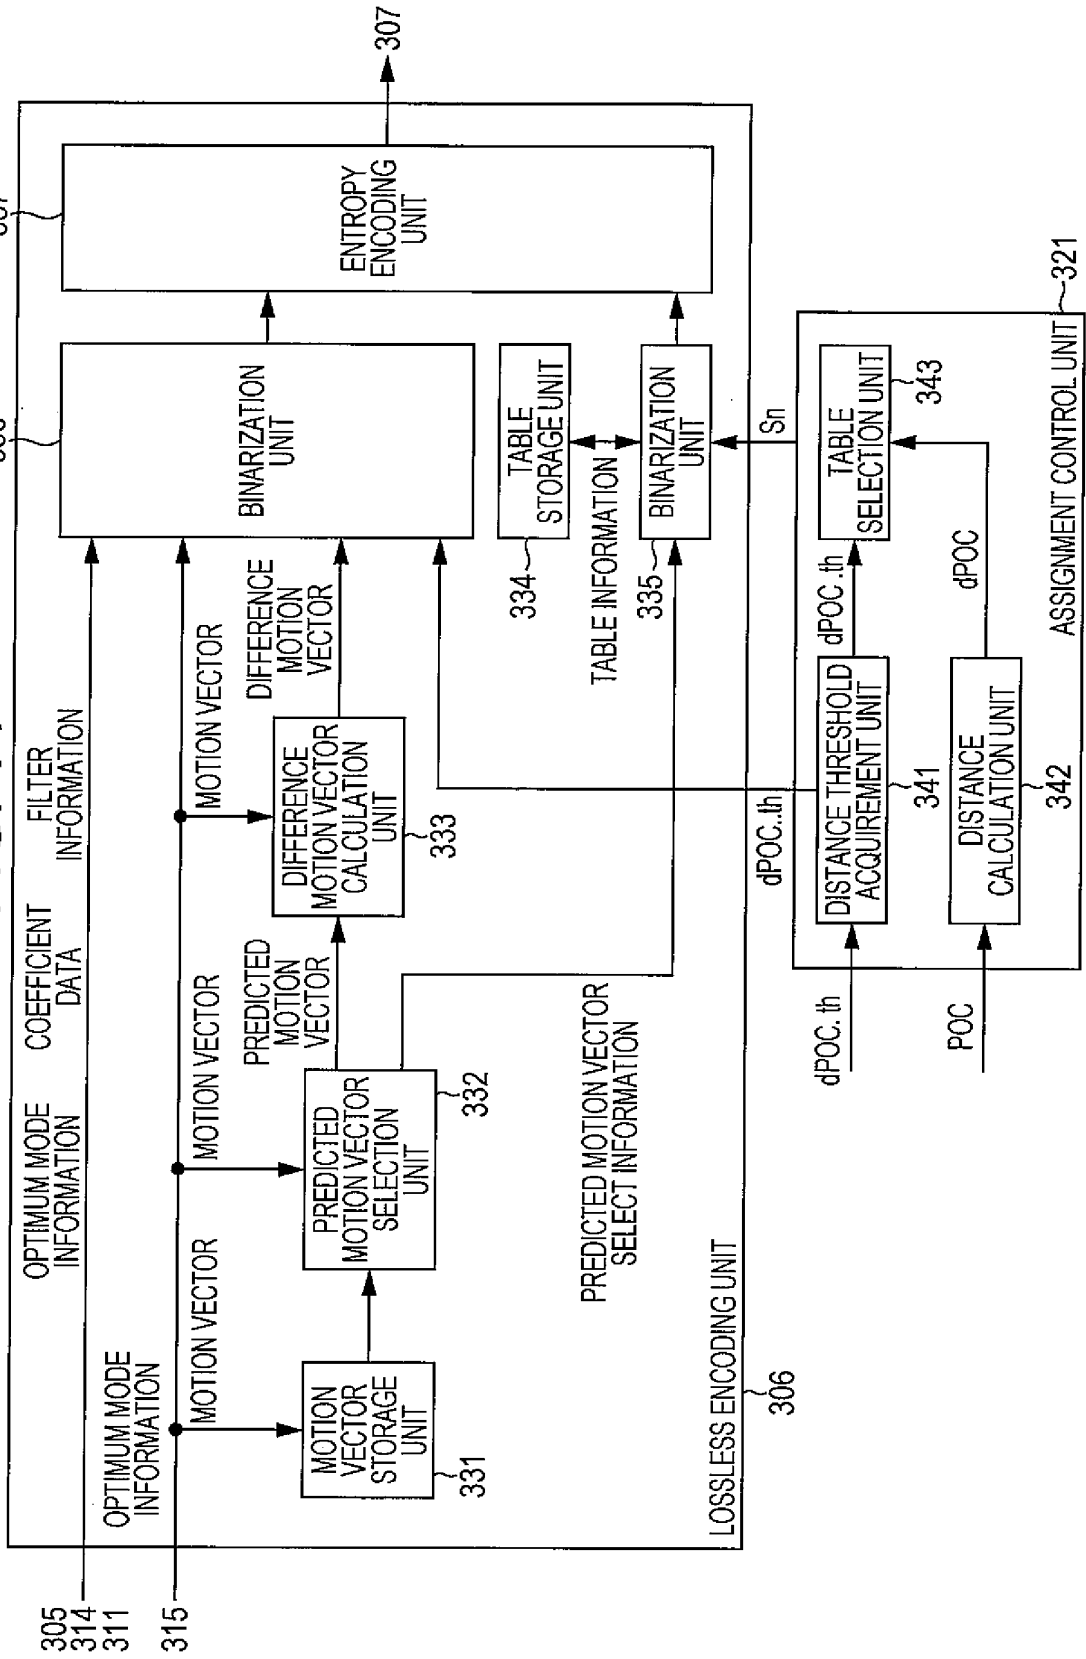 307
ENTROPY
ENCODING
UNIT
BINARIZATION
UNIT
TABLE
STORAGE UNIT
334
TABLE INFORMATION
BINARIZATION
UNIT
335
Sn
321
TABLE
SELECTION UNIT
343
dPOC.th
dPOC
ASSIGNMENT CONTROL UNIT
DISTANCE THRESHOLD
ACQUIREMENT UNIT
341
DISTANCE
CALCULATION UNIT
342
dPOC..th
dPOC. th
POC
FILTER
INFORMATION
COEFFICIENT
DATA
OPTIMUM MODE
INFORMATION
OPTIMUM MODE
INFORMATION
MOTION VECTOR
MOTION VECTOR
MOTION VECTOR
DIFFERENCE
MOTION
VECTOR
DIFFERENCE
MOTION VECTOR
CALCULATION
UNIT
333
PREDICTED
MOTION
VECTOR
PREDICTED
MOTION VECTOR
SELECTION
UNIT
332
PREDICTED MOTION VECTOR
SELECT INFORMATION
MOTION
VECTOR
STORAGE
UNIT
331
LOSSLESS ENCODING UNIT
306
305
314
311
315